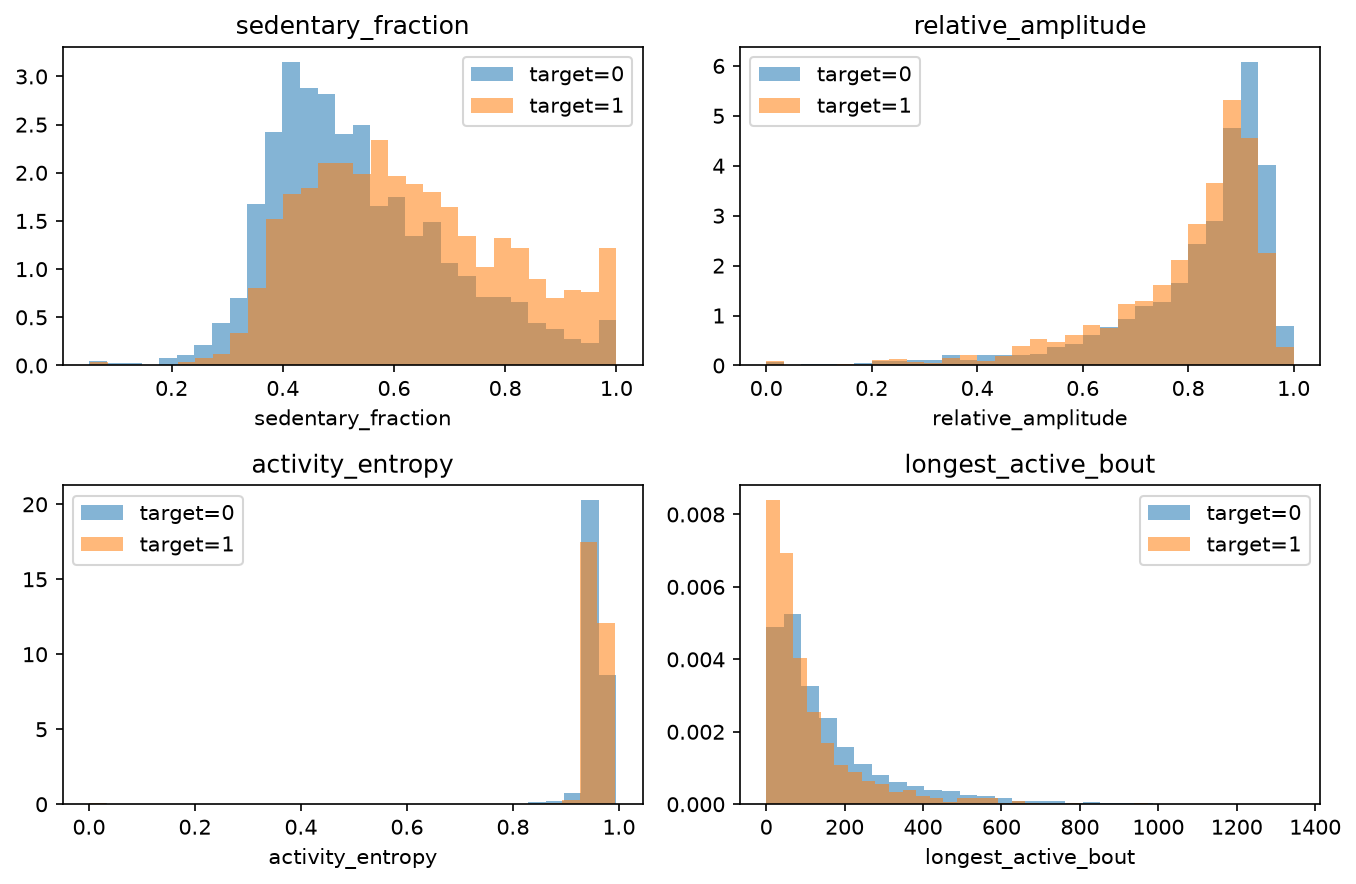 sedentary_fraction
target=0
target=1
3.0
2.5
2.0
1.5
1.0
0.5
0.0
0.2 0.4 0.6 0.8 1.0
sedentary_fraction
relative_amplitude
target=0
target=1
6
5
4
3
2
1
0
0.0 0.2 0.4 0.6 0.8 1.0
relative_amplitude
activity_entropy
target=0
target=1
20
15
10
5
0
0.0 0.2 0.4 0.6 0.8 1.0
activity_entropy
longest_active_bout
target=0
target=1
0.008
0.006
0.004
0.002
0.000
0 200 400 600 800 1000 1200 1400
longest_active_bout